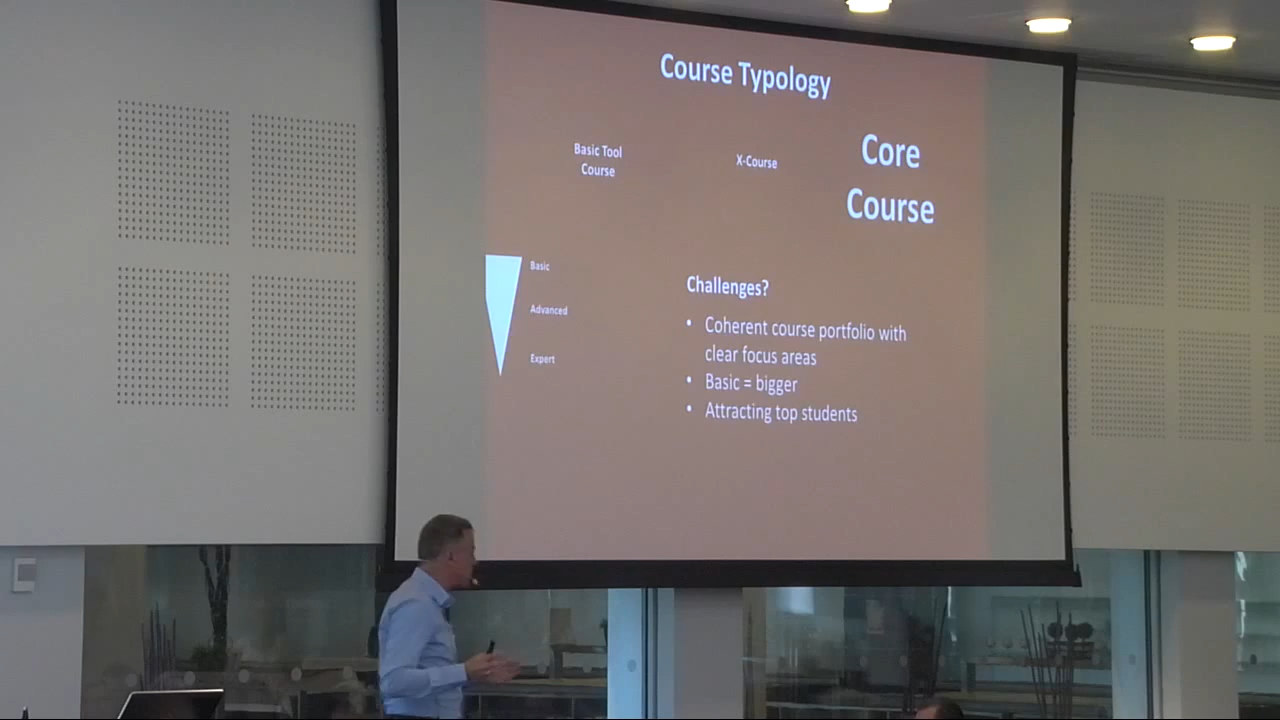 Course Typology
Basic Tool
Course
X-Course
Core
Course
Basic
Advanced
Expert
Challenges?
• Coherent course portfolio with
clear focus areas
• Basic = bigger
• Attracting top students